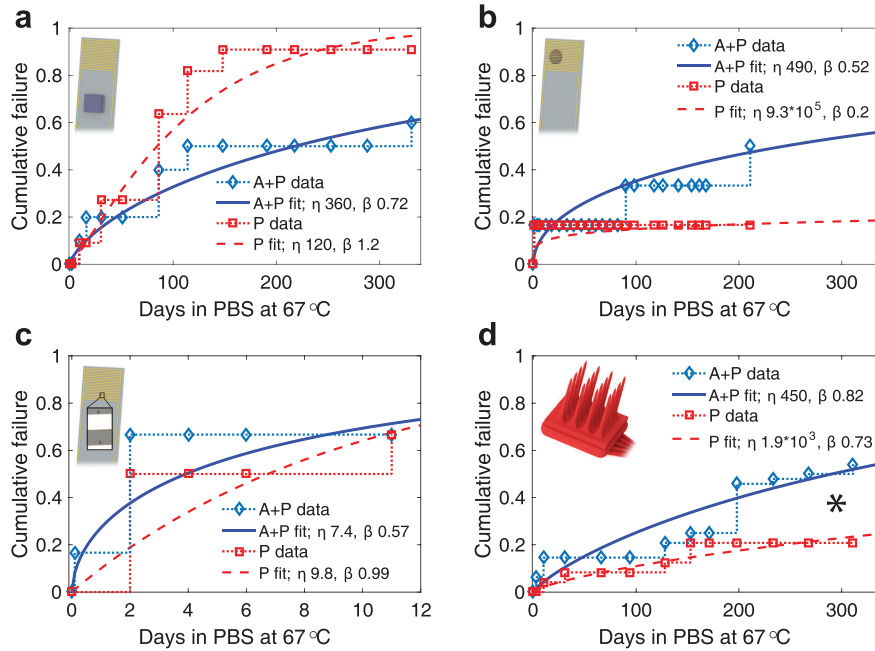 a
Cumulative failure
1
0.8
0.6
0.4
0.2
0
A+P data
A+P fit; η 360, β 0.72
P data
P fit; η 120, β 1.2
0 100 200 300
Days in PBS at 67 °C
b
Cumulative failure
1
0.8
0.6
0.4
0.2
0
A+P data
A+P fit; η 490, β 0.52
P data
P fit; η 9.3*10⁵, β 0.2
0 100 200 300
Days in PBS at 67 °C
c
Cumulative failure
1
0.8
0.6
0.4
0.2
0
A+P data
A+P fit; η 7.4, β 0.57
P data
P fit; η 9.8, β 0.99
0 2 4 6 8 10 12
Days in PBS at 67 °C
d
Cumulative failure
1
0.8
0.6
0.4
0.2
0
A+P data
A+P fit; η 450, β 0.82
P data
P fit; η 1.9*10³, β 0.73
*
0 100 200 300
Days in PBS at 67 °C